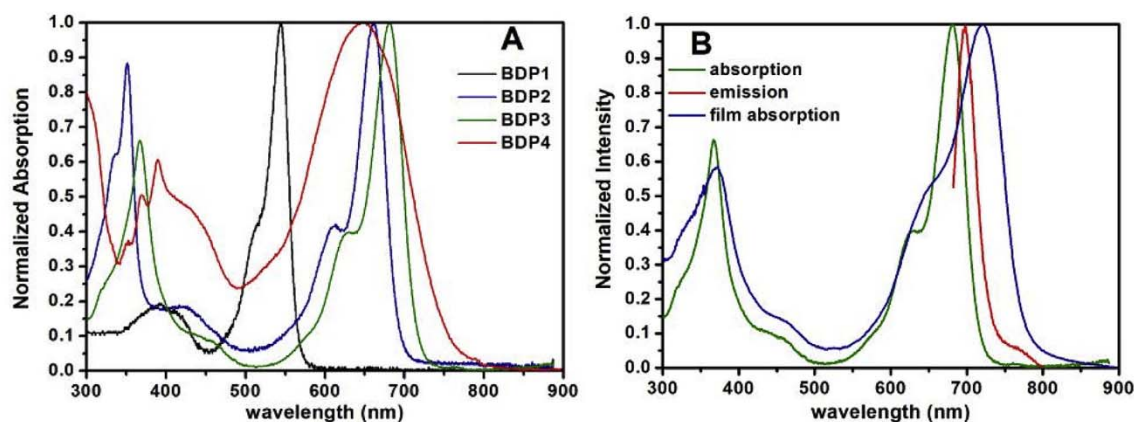 A
BDP1
BDP2
BDP3
BDP4
Normalized Absorption
1.0
0.9
0.8
0.7
0.6
0.5
0.4
0.3
0.2
0.1
0.0
300 400 500 600 700 800 900
wavelength (nm)
B
absorption
emission
film absorption
Normalized Intensity
1.0
0.9
0.8
0.7
0.6
0.5
0.4
0.3
0.2
0.1
0.0
300 400 500 600 700 800 900
wavelength (nm)